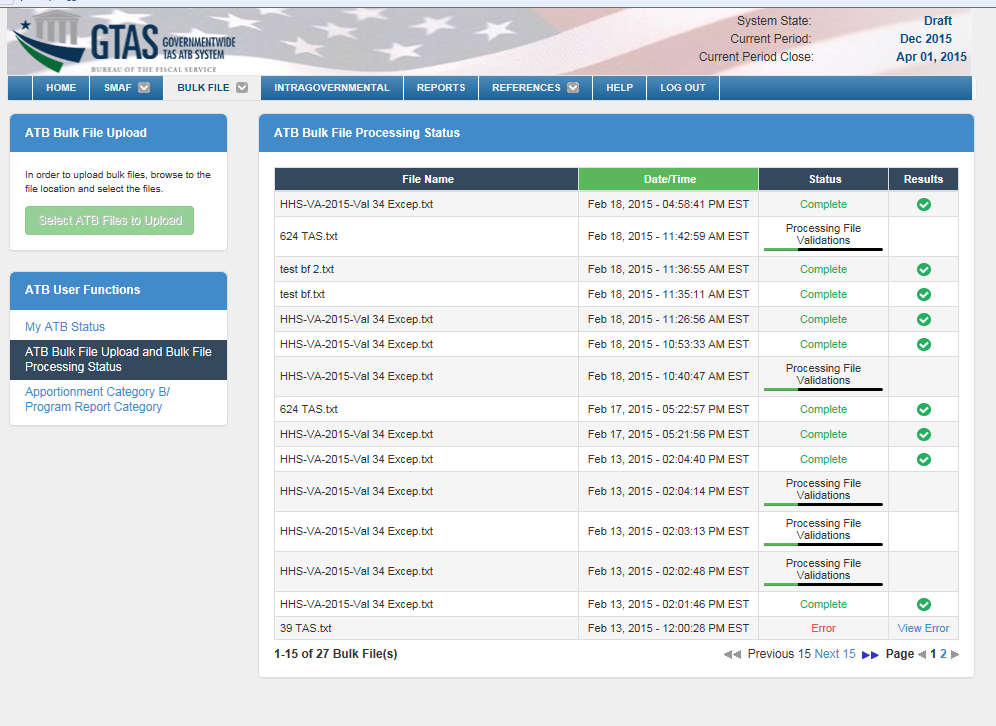 GTAS GOVERNMENTWIDE
TAS ATB SYSTEM
BUREAU OF THE FISCAL SERVICE
System State: Draft
Current Period: Dec 2015
Current Period Close: Apr 01, 2015
HOME SMAF BULK FILE INTRAGOVERNMENTAL REPORTS REFERENCES HELP LOG OUT
ATB Bulk File Upload
In order to upload bulk files, browse to the
file location and select the files.
Select ATB Files to Upload
ATB User Functions
My ATB Status
ATB Bulk File Upload and Bulk File
Processing Status
Apportionment Category B/
Program Report Category
ATB Bulk File Processing Status
File Name Date/Time Status Results
HHS-VA-2015-Val 34 Excep.txt Feb 18, 2015 - 04:58:41 PM EST Complete
624 TAS.txt Feb 18, 2015 - 11:42:59 AM EST Processing File
Validations
test bf 2.txt Feb 18, 2015 - 11:36:55 AM EST Complete
test bf.txt Feb 18, 2015 - 11:35:11 AM EST Complete
HHS-VA-2015-Val 34 Excep.txt Feb 18, 2015 - 11:26:56 AM EST Complete
HHS-VA-2015-Val 34 Excep.txt Feb 18, 2015 - 10:53:33 AM EST Complete
HHS-VA-2015-Val 34 Excep.txt Feb 18, 2015 - 10:40:47 AM EST Processing File
Validations
624 TAS.txt Feb 17, 2015 - 05:22:57 PM EST Complete
HHS-VA-2015-Val 34 Excep.txt Feb 17, 2015 - 05:21:56 PM EST Complete
HHS-VA-2015-Val 34 Excep.txt Feb 13, 2015 - 02:04:40 PM EST Complete
HHS-VA-2015-Val 34 Excep.txt Feb 13, 2015 - 02:04:14 PM EST Processing File
Validations
HHS-VA-2015-Val 34 Excep.txt Feb 13, 2015 - 02:03:13 PM EST Processing File
Validations
HHS-VA-2015-Val 34 Excep.txt Feb 13, 2015 - 02:02:48 PM EST Processing File
Validations
HHS-VA-2015-Val 34 Excep.txt Feb 13, 2015 - 02:01:46 PM EST Complete
39 TAS.txt Feb 13, 2015 - 12:00:28 PM EST Error View Error
1-15 of 27 Bulk File(s) Previous 15 Next 15 Page 1 2